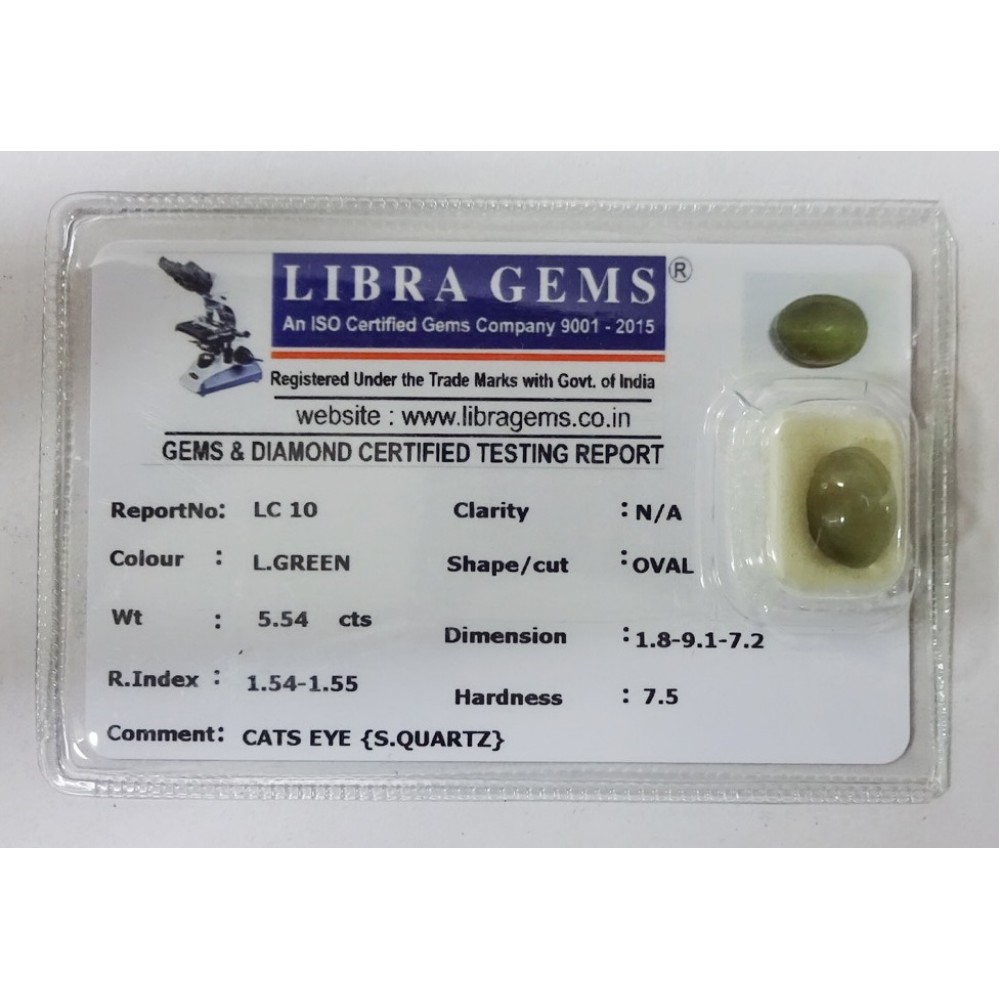 LIBRA GEMS ®
An ISO Certified Gems Company 9001 - 2015
Registered Under the Trade Marks with Govt. of India
website : www.libragems.co.in
GEMS & DIAMOND CERTIFIED TESTING REPORT
ReportNo: LC 10 Clarity : N/A
Colour : L.GREEN Shape/cut : OVAL
Wt : 5.54 cts Dimension : 1.8-9.1-7.2
R.Index : 1.54-1.55 Hardness : 7.5
Comment: CATS EYE {S.QUARTZ}